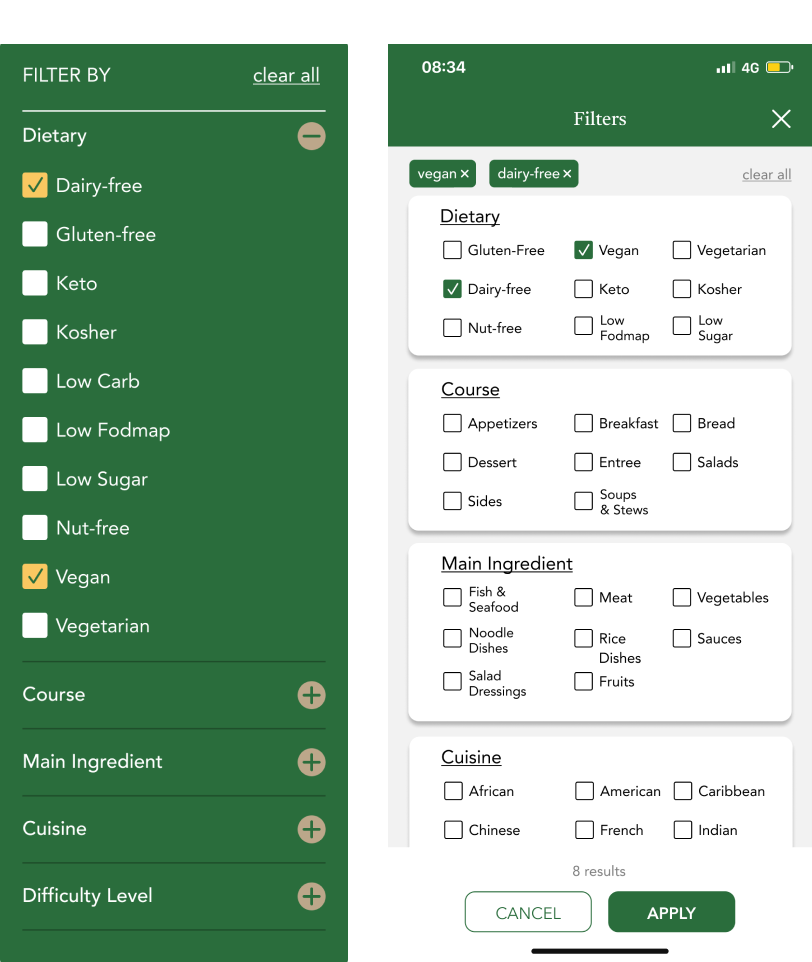 FILTER BY clear all
Dietary
Dairy-free
Gluten-free
Keto
Kosher
Low Carb
Low Fodmap
Low Sugar
Nut-free
Vegan
Vegetarian
Course
Main Ingredient
Cuisine
Difficulty Level
08:34 4G
Filters
vegan × dairy-free × clear all
Dietary
Gluten-Free Vegan Vegetarian
Dairy-free Keto Kosher
Nut-free Low Fodmap Low Sugar
Course
Appetizers Breakfast Bread
Dessert Entree Salads
Sides Soups & Stews
Main Ingredient
Fish & Seafood Meat Vegetables
Noodle Dishes Rice Dishes Sauces
Salad Dressings Fruits
Cuisine
African American Caribbean
Chinese French Indian
8 results
CANCEL APPLY